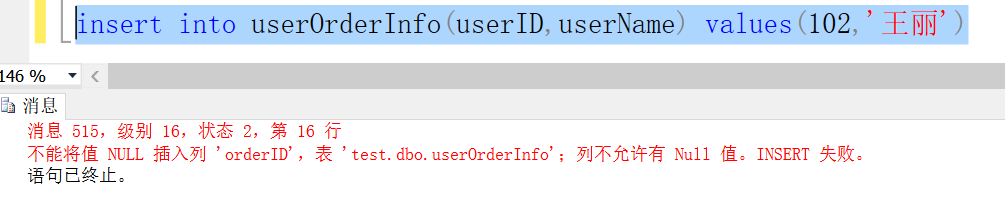 insert into userOrderInfo(userID,userName) values(102,'王丽')
146 %
消息
消息 515，级别 16，状态 2，第 16 行
不能将值 NULL 插入列 'orderID'，表 'test.dbo.userOrderInfo'；列不允许有 Null 值。INSERT 失败。
语句已终止。